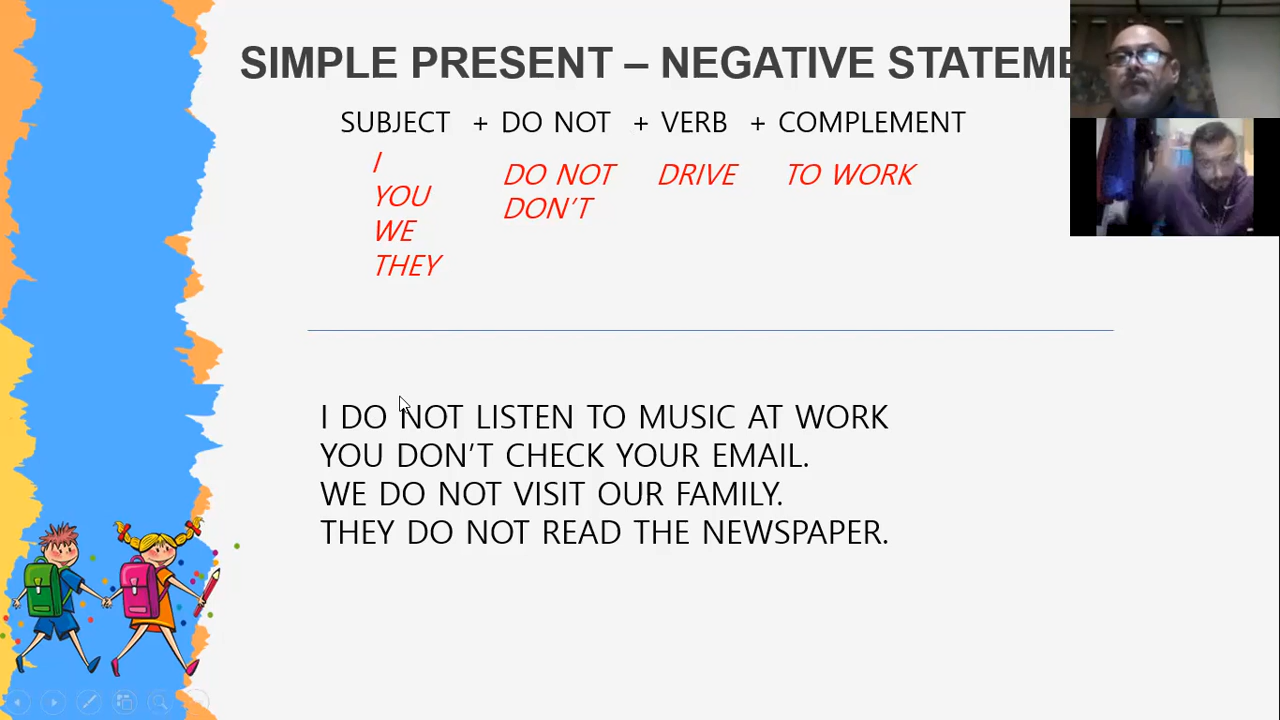 SIMPLE PRESENT – NEGATIVE STATEME
SUBJECT + DO NOT + VERB + COMPLEMENT
I
YOU
WE
THEY
DO NOT
DON'T
DRIVE
TO WORK
I DO NOT LISTEN TO MUSIC AT WORK
YOU DON'T CHECK YOUR EMAIL.
WE DO NOT VISIT OUR FAMILY.
THEY DO NOT READ THE NEWSPAPER.